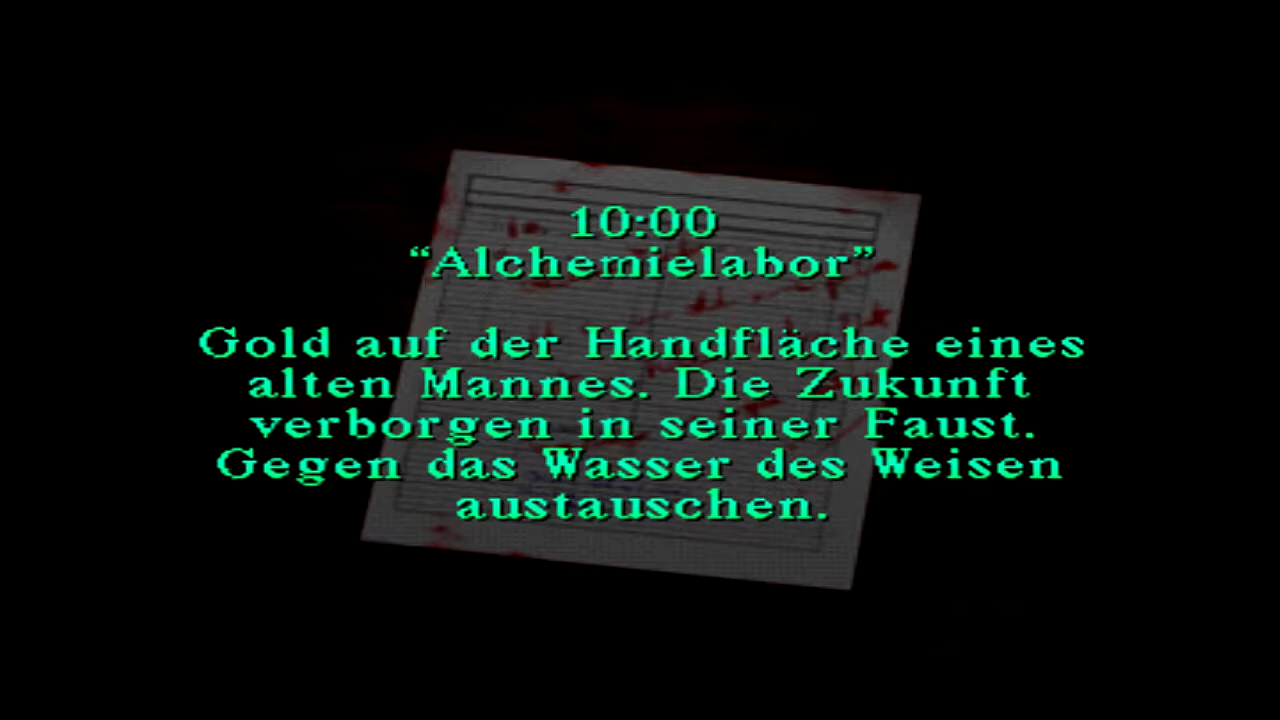 10:00
“Alchemielabor”
Gold auf der Handfläche eines
alten Mannes. Die Zukunft
verborgen in seiner Faust.
Gegen das Wasser des Weisen
austauschen.